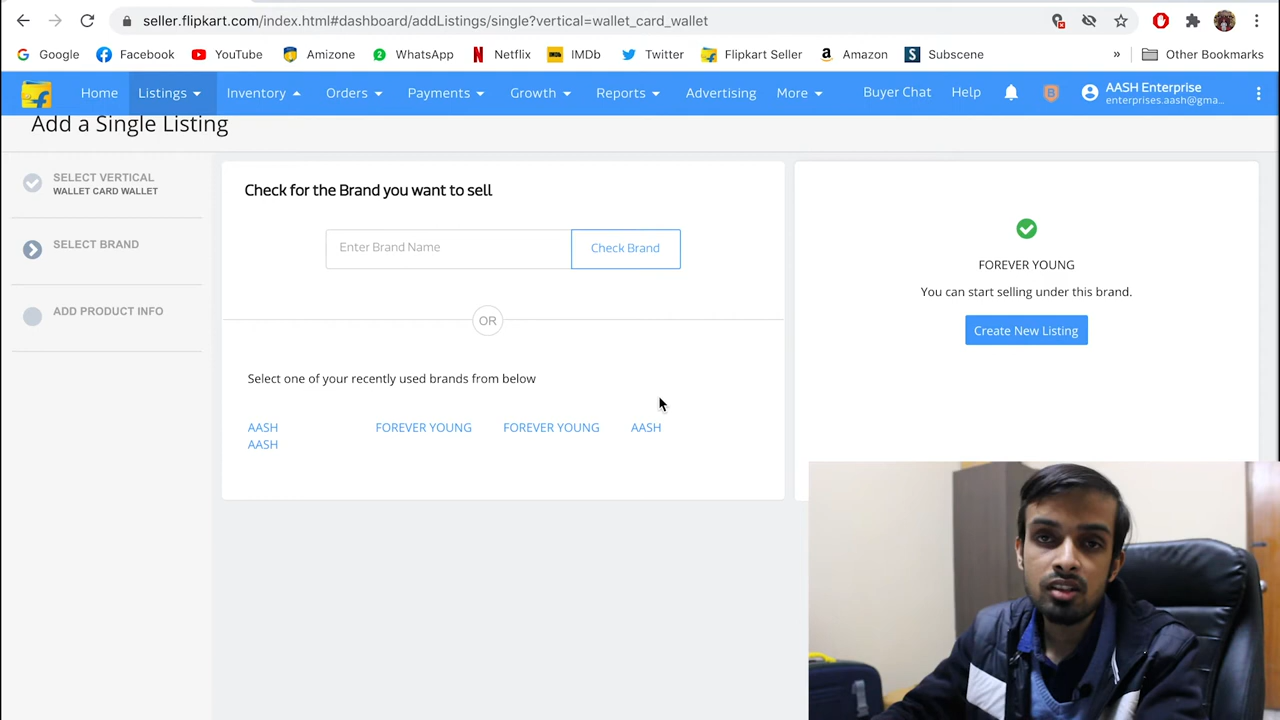 seller.flipkart.com/index.html#dashboard/addListings/single?vertical=wallet_card_wallet
Google Facebook YouTube Amizone WhatsApp Netflix IMDb Twitter Flipkart Seller Amazon Subscene » Other Bookmarks
Home Listings Inventory Orders Payments Growth Reports Advertising More Buyer Chat Help AASH Enterprise
enterprises.aash@gma...
Add a Single Listing
SELECT VERTICAL
WALLET CARD WALLET
SELECT BRAND
ADD PRODUCT INFO
Check for the Brand you want to sell
Enter Brand Name Check Brand
OR
Select one of your recently used brands from below
AASH FOREVER YOUNG FOREVER YOUNG AASH
AASH
FOREVER YOUNG
You can start selling under this brand.
Create New Listing